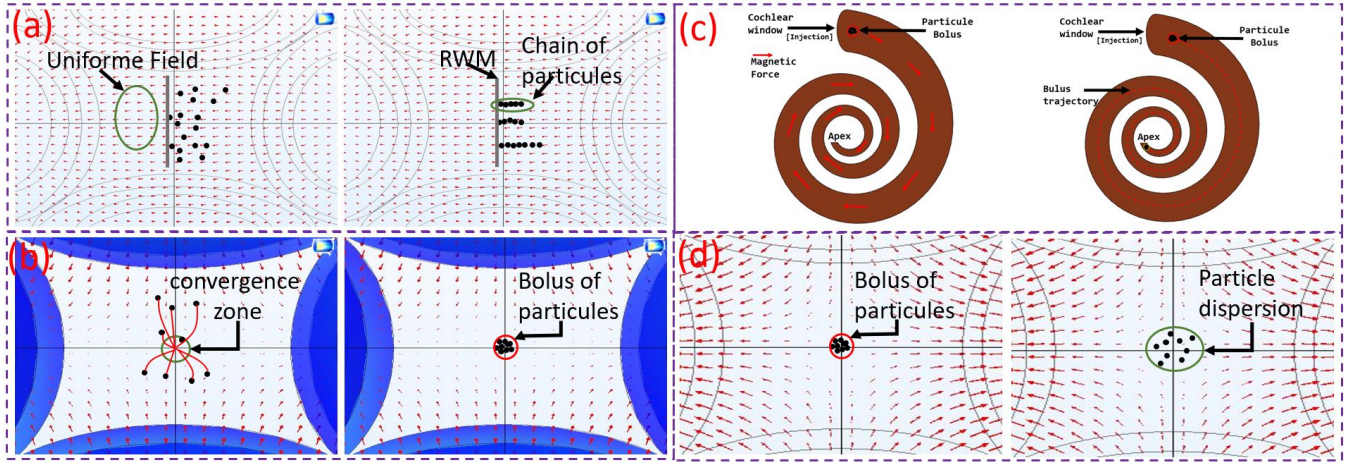 (a)
Uniforme Field
RWM
Chain of
particules
(b)
convergence
zone
Bolus of
particules
(c)
Cochlear
window
[Injection]
Particule
Bolus
Magnetic
Force
Apex
Cochlear
window
[Injection]
Particule
Bolus
Bulus
trajectory
Apex
(d)
Bolus of
particules
Particle
dispersion